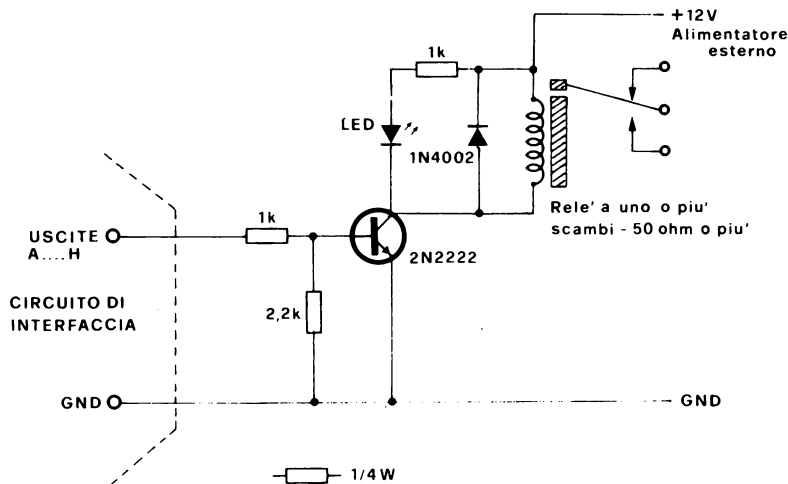 +12V
Alimentatore
esterno
1k
LED
1N4002
Rele' a uno o piu'
scambi - 50 ohm o piu'
1k
USCITE
A....H
2N2222
2,2k
CIRCUITO DI
INTERFACCIA
GND
GND
1/4W